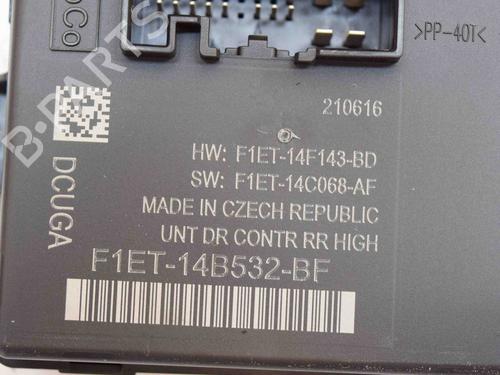 DCo
>PP-40T<
B-PARTS
210616
HW: F1ET-14F143-BD
SW: F1ET-14C068-AF
MADE IN CZECH REPUBLIC
UNT DR CONTR RR HIGH
F1ET-14B532-BF
DCUGA